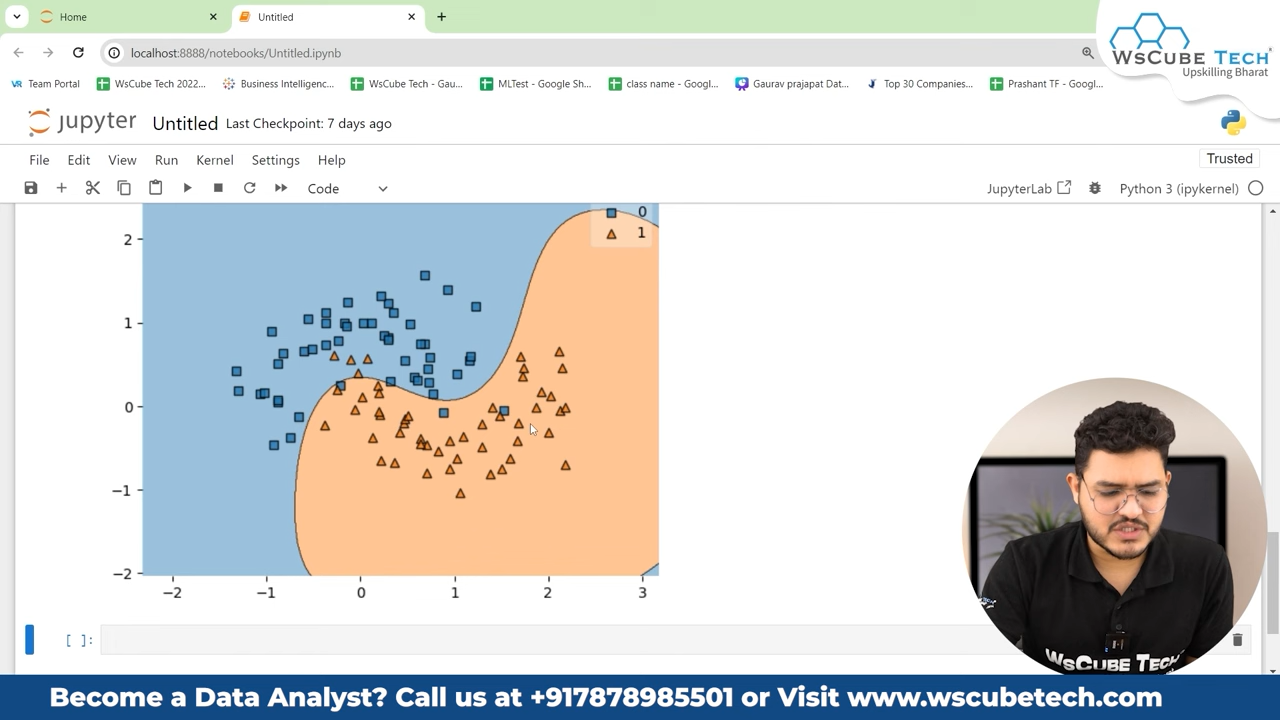 Home
Untitled
localhost:8888/notebooks/Untitled.ipynb
WsCube Tech
Upskilling Bharat
VR Team Portal
WsCube Tech 2022...
Business Intelligenc...
WsCube Tech - Gau...
MLTest - Google Sh...
class name - Googl...
Gaurav prajapat Dat...
Top 30 Companies...
Prashant TF - Googl...
jupyter Untitled Last Checkpoint: 7 days ago
File Edit View Run Kernel Settings Help
Trusted
Code
JupyterLab
Python 3 (ipykernel)
0
1
2
1
0
−1
−2
−2 −1 0 1 2 3
[ ]:
WsCube Tech
Become a Data Analyst? Call us at +917878985501 or Visit www.wscubetech.com